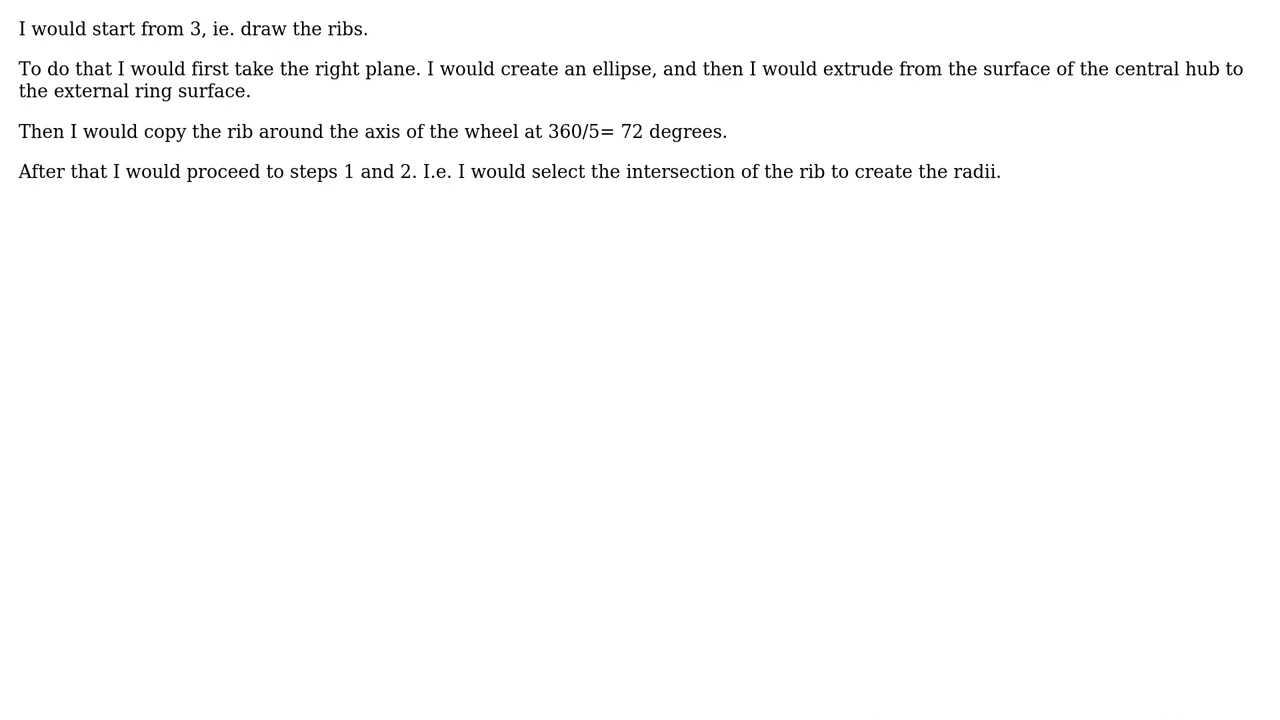 I would start from 3, ie. draw the ribs.
To do that I would first take the right plane. I would create an ellipse, and then I would extrude from the surface of the central hub to
the external ring surface.
Then I would copy the rib around the axis of the wheel at 360/5= 72 degrees.
After that I would proceed to steps 1 and 2. I.e. I would select the intersection of the rib to create the radii.